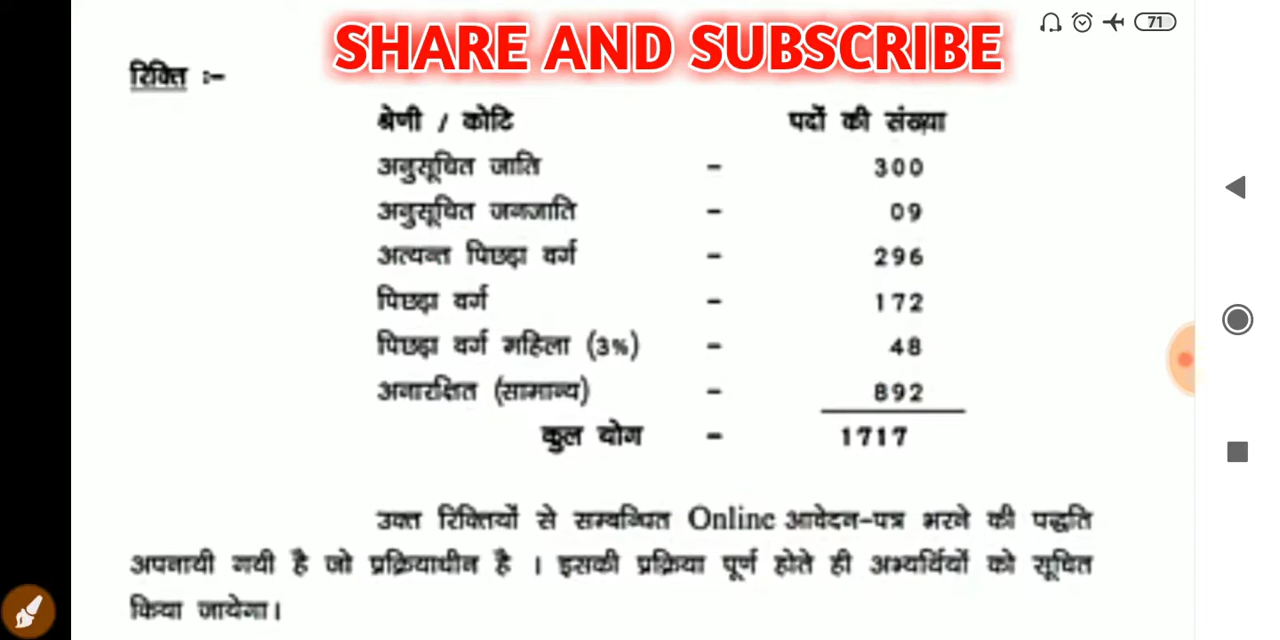 SHARE AND SUBSCRIBE
71
रिक्ति :-
श्रेणी / कोटि पदों की संख्या
अनुसूचित जाति - 300
अनुसूचित जनजाति - 09
अत्यन्त पिछड़ा वर्ग - 296
पिछड़ा वर्ग - 172
पिछड़ा वर्ग महिला (3%) - 48
अनारक्षित (सामान्य) - 892
कुल योग - 1717
उक्त रिक्तियों से सम्बन्धित Online आवेदन-पत्र भरने की पद्धति
अपनायी गयी है जो प्रक्रियाधीन है । इसकी प्रक्रिया पूर्ण होते ही अभ्यर्थियों को सूचित
किया जायेगा।